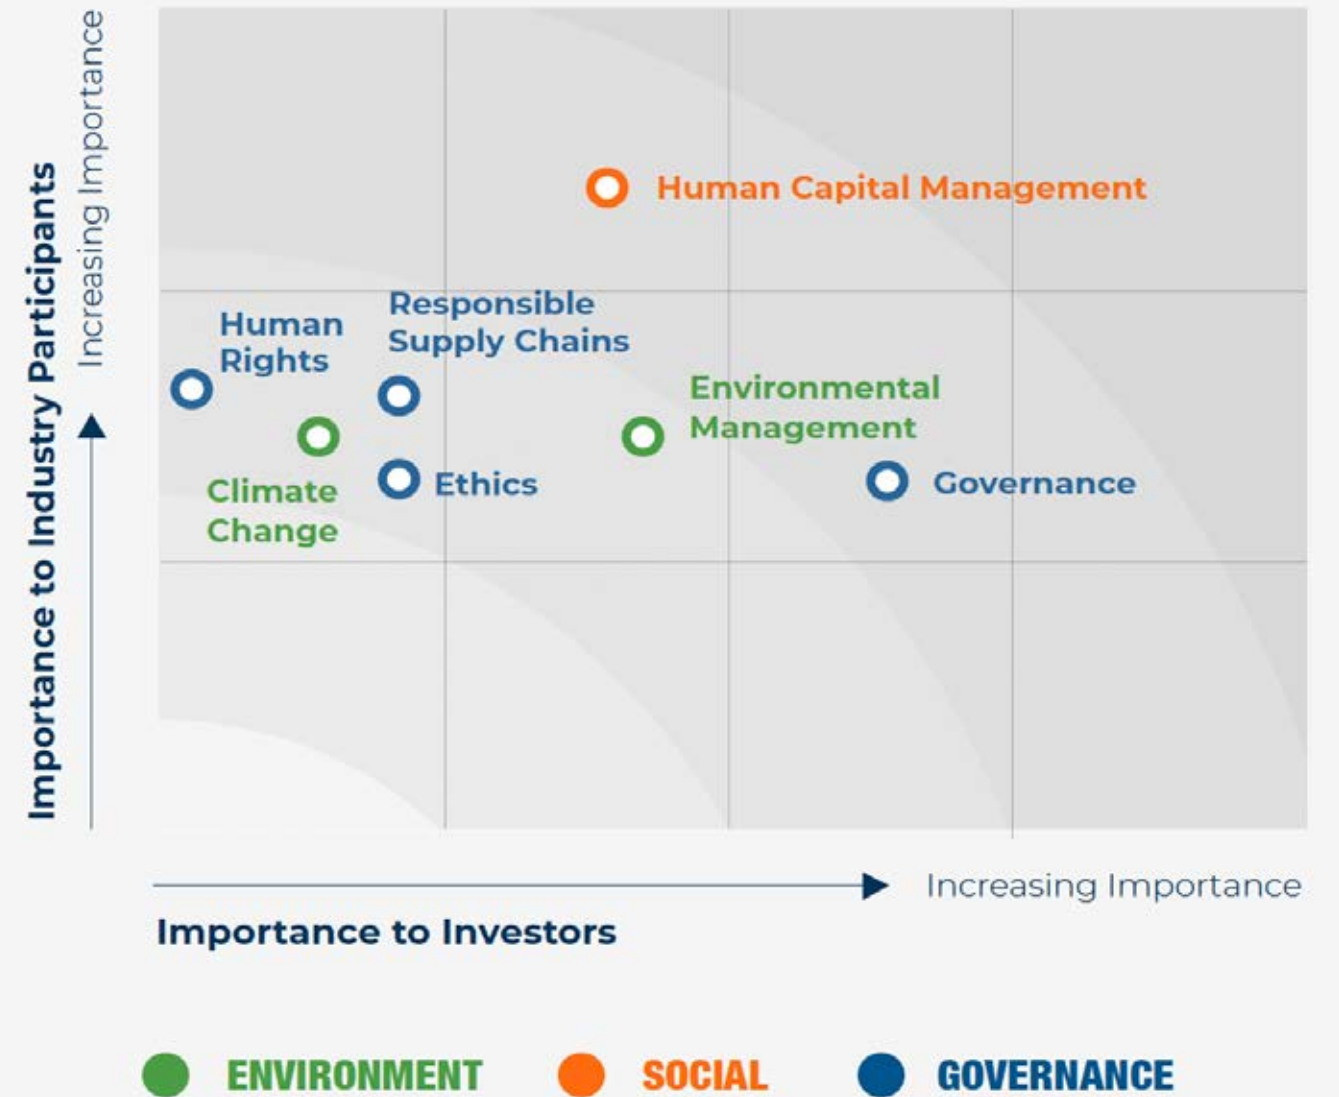 Importance to Industry Participants
Increasing Importance
Human Capital Management
Human
Rights
Responsible
Supply Chains
Environmental
Management
Climate
Change
Ethics
Governance
Increasing Importance
Importance to Investors
ENVIRONMENT
SOCIAL
GOVERNANCE